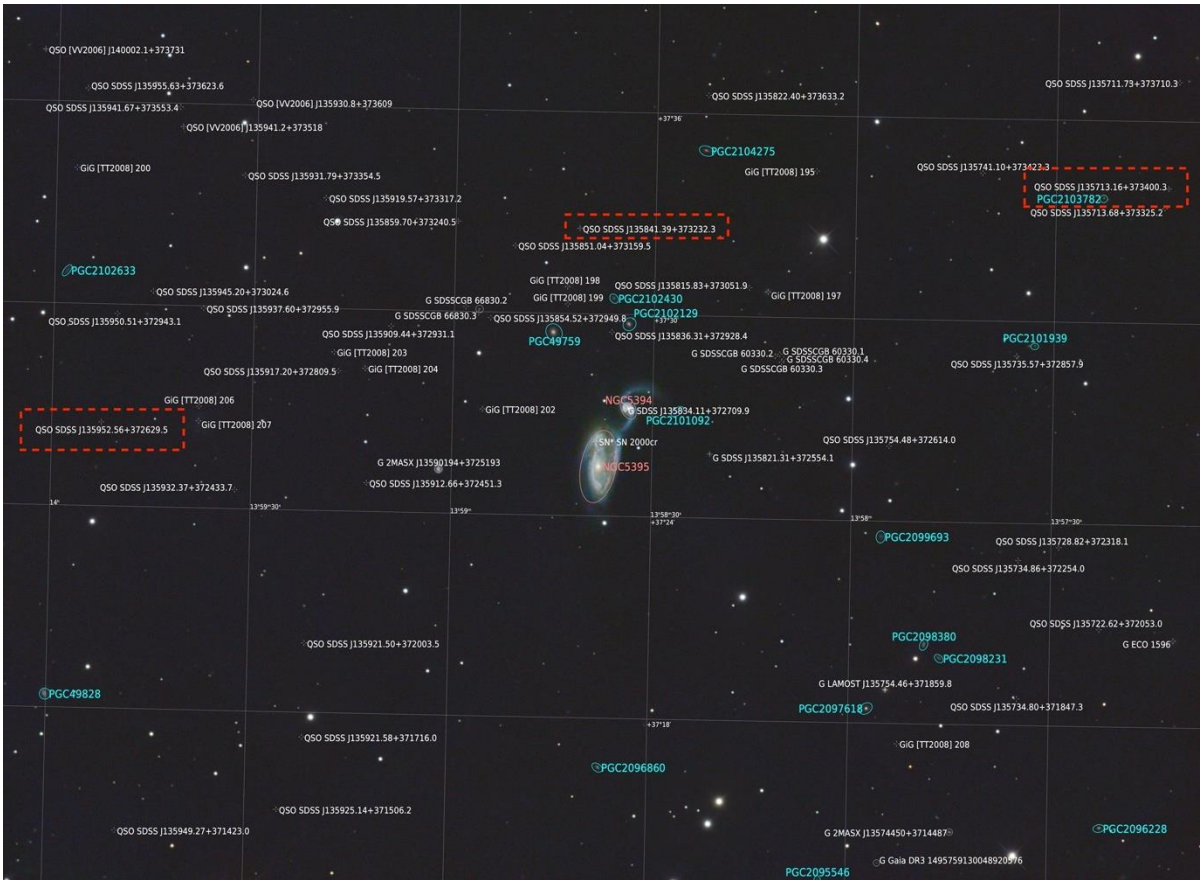 QSO [VV2006] J140002.1+373731
QSO SDSS J135955.63+373623.6
QSO SDSS J135711.73+373710.3
QSO SDSS J135822.40+373633.2
QSO SDSS J135941.67+373553.4
QSO [VV2006] J135930.8+373609
+37°36'
QSO [VV2006] J135941.2+373518
PGC2104275
GiG [TT2008] 200
GiG [TT2008] 195
QSO SDSS J135741.10+373423.3
QSO SDSS J135931.79+373354.5
QSO SDSS J135713.16+373400.3
PGC2103782
QSO SDSS J135919.57+373317.2
QSO SDSS J135713.68+373325.2
QSO SDSS J135859.70+373240.5
QSO SDSS J135841.39+373232.3
QSO SDSS J135851.04+373159.5
PGC2102633
GiG [TT2008] 198
QSO SDSS J135815.83+373051.9
QSO SDSS J135945.20+373024.6
GiG [TT2008] 197
GiG [TT2008] 199
PGC2102430
G SDSSCGB 66830.2
QSO SDSS J135937.60+372955.9
G SDSSCGB 66830.3
PGC2102129
QSO SDSS J135950.51+372943.1
QSO SDSS J135854.52+372949.8
+37°30'
QSO SDSS J135909.44+372931.1
QSO SDSS J135836.31+372928.4
PGC49759
PGC2101939
GiG [TT2008] 203
G SDSSCGB 60330.2
G SDSSCGB 60330.1
G SDSSCGB 60330.4
QSO SDSS J135735.57+372857.9
G SDSSCGB 60330.3
QSO SDSS J135917.20+372809.5
GiG [TT2008] 204
GiG [TT2008] 206
NGC5394
GiG [TT2008] 202
G SDSS J135834.11+372709.9
PGC2101092
GiG [TT2008] 207
QSO SDSS J135952.56+372629.5
SN* SN 2000cr
QSO SDSS J135754.48+372614.0
G SDSS J135821.31+372554.1
G 2MASX J13590194+3725193
NGC5395
QSO SDSS J135932.37+372433.7
QSO SDSS J135912.66+372451.3
14h
13h59m30s
13h59m
13h58m30s
+37°24'
13h58m
13h57m30s
PGC2099693
QSO SDSS J135728.82+372318.1
QSO SDSS J135734.86+372254.0
QSO SDSS J135722.62+372053.0
PGC2098380
QSO SDSS J135921.50+372003.5
G ECO 1596
PGC2098231
G LAMOST J135754.46+371859.8
PGC49828
PGC2097618
QSO SDSS J135734.80+371847.3
+37°18'
QSO SDSS J135921.58+371716.0
GiG [TT2008] 208
PGC2096860
QSO SDSS J135925.14+371506.2
QSO SDSS J135949.27+371423.0
G 2MASX J13574450+3714487
PGC2096228
G Gaia DR3 1495759130048920576
PGC2095546